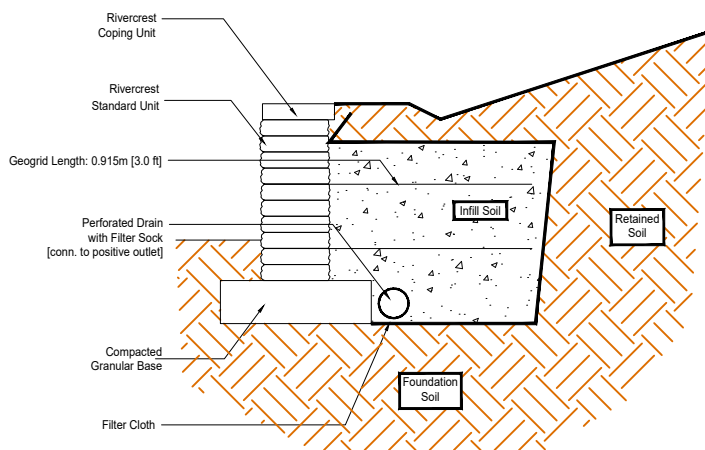 Rivercrest
Coping Unit
Rivercrest
Standard Unit
Geogrid Length: 0.915m [3.0 ft]
Infill Soil
Retained
Soil
Perforated Drain
with Filter Sock
[conn. to positive outlet]
Compacted
Granular Base
Foundation
Soil
Filter Cloth